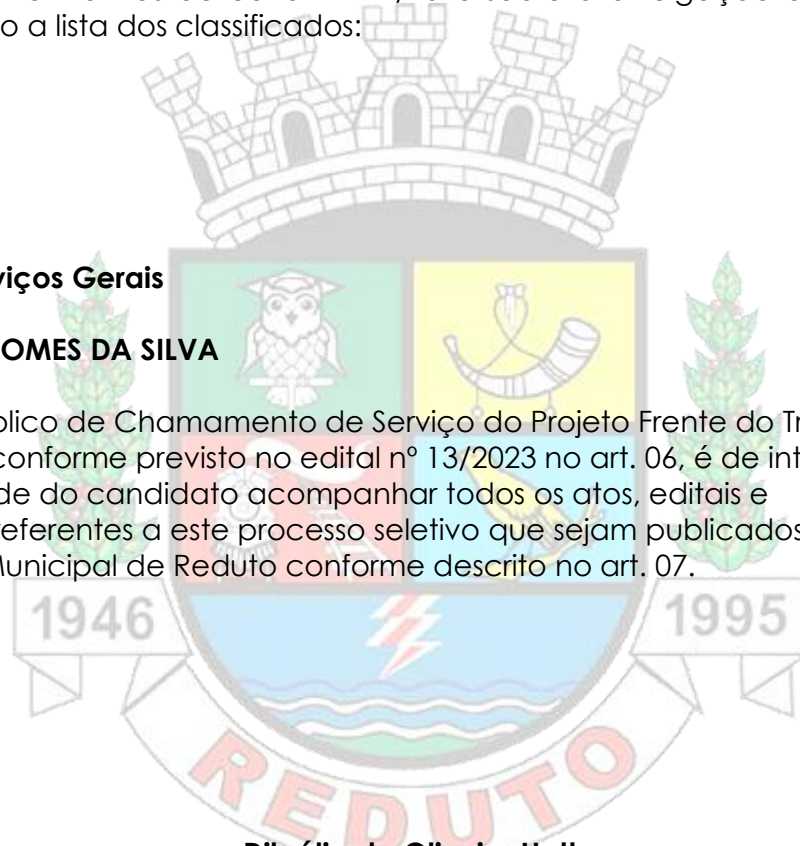 o a lista dos classificados:
viços Gerais
OMES DA SILVA
olico de Chamamento de Serviço do Projeto Frente do Tr
conforme previsto no edital nº 13/2023 no art. 06, é de int
de do candidato acompanhar todos os atos, editais e
referentes a este processo seletivo que sejam publicados
Municipal de Reduto conforme descrito no art. 07.
1946
1995
REDUTO